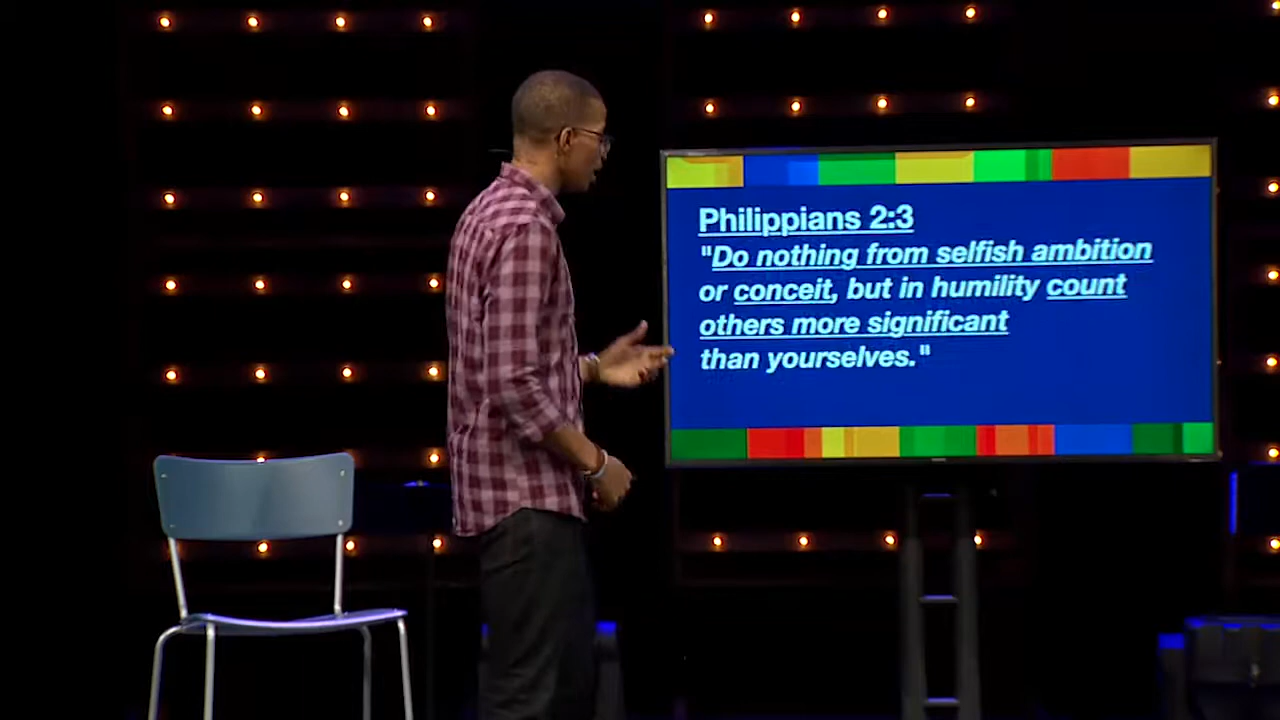 Philippians 2:3
"Do nothing from selfish ambition
or conceit, but in humility count
others more significant
than yourselves."